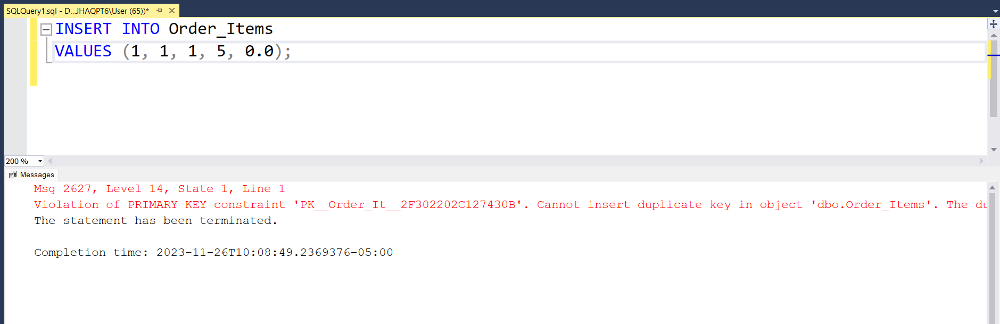 SQLQuery1.sql - D...JHAQPT6\User (65))*
INSERT INTO Order_Items
VALUES (1, 1, 1, 5, 0.0);
200 %
Messages
Msg 2627, Level 14, State 1, Line 1
Violation of PRIMARY KEY constraint 'PK__Order_It__2F302202C127430B'. Cannot insert duplicate key in object 'dbo.Order_Items'. The du
The statement has been terminated.
Completion time: 2023-11-26T10:08:49.2369376-05:00